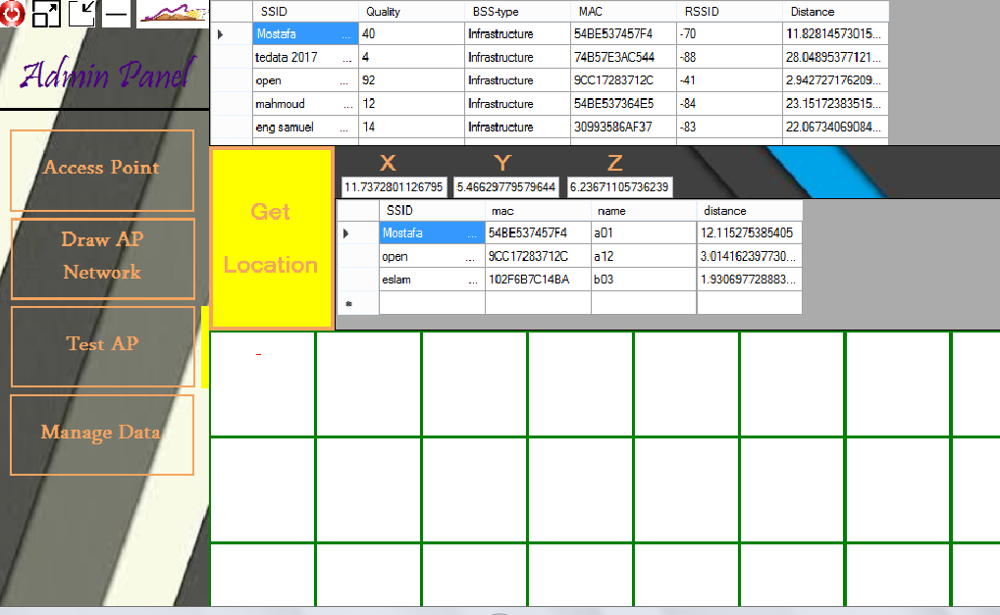 SSID Quality BSS-type MAC RSSID Distance
Mostafa ... 40 Infrastructure 54BE537457F4 -70 11.82814573015...
tedata 2017 ... 4 Infrastructure 74B57E3AC544 -88 28.04895377121...
open ... 92 Infrastructure 9CC17283712C -41 2.942727176209...
mahmoud ... 12 Infrastructure 54BE537364E5 -84 23.15172383515...
eng samuel ... 14 Infrastructure 30993586AF37 -83 22.06734069084...
Admin Panel
Access Point
Draw AP
Network
Test AP
Manage Data
Get
Location
X Y Z
11.7372801126795 5.46629779579644 6.23671105736239
SSID mac name distance
Mostafa ... 54BE537457F4 a01 12.115275385405
open ... 9CC17283712C a12 3.014162397730...
eslam ... 102F6B7C14BA b03 1.930697728883...